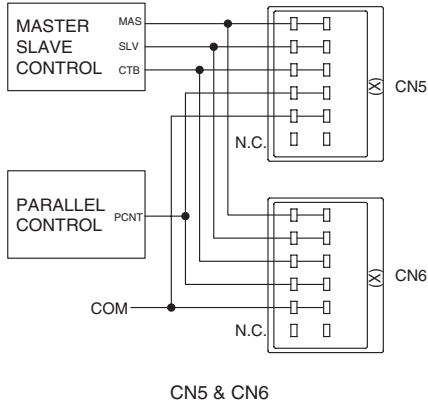 MASTER
SLAVE
CONTROL
MAS
SLV
CTB
N.C.
(X)
CN5
PARALLEL
CONTROL
PCNT
COM
N.C.
(X)
CN6
CN5 & CN6